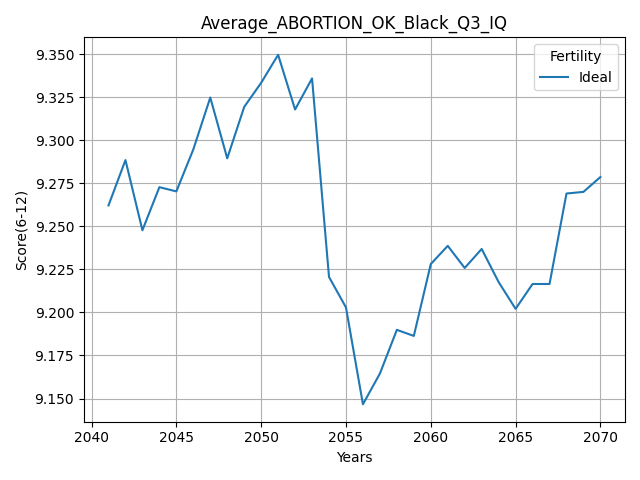 Average_ABORTION_OK_Black_Q3_IQ
Fertility
Ideal
Score(6-12)
9.350
9.325
9.300
9.275
9.250
9.225
9.200
9.175
9.150
2040 2045 2050 2055 2060 2065 2070
Years